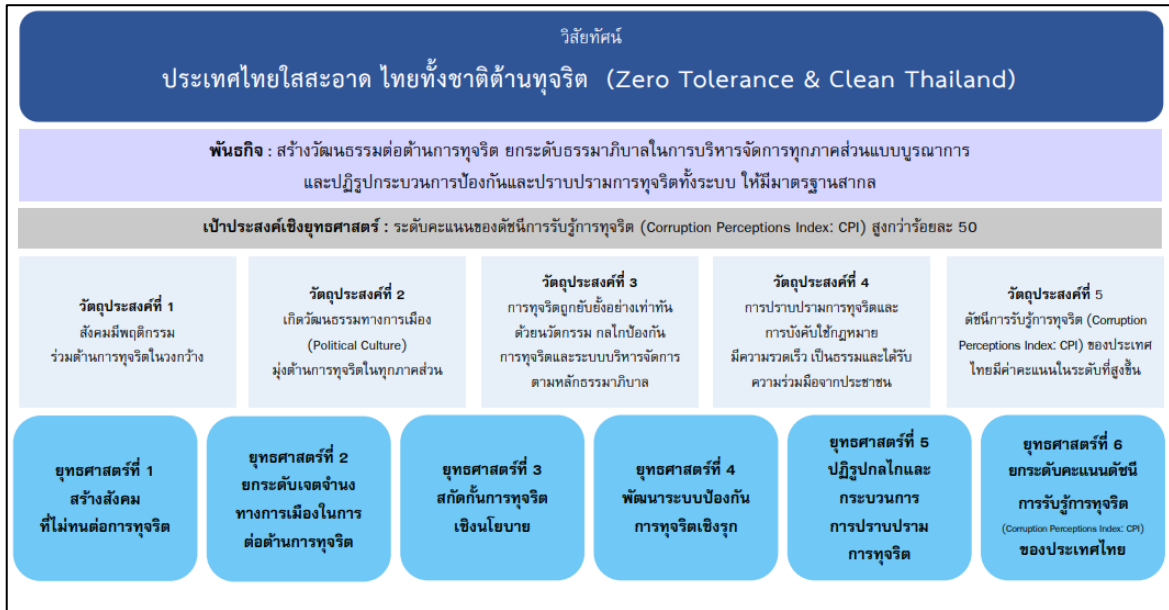 วิสัยทัศน์
ประเทศไทยใสสะอาด ไทยทั้งชาติต้านทุจริต (Zero Tolerance & Clean Thailand)
พันธกิจ : สร้างวัฒนธรรมต่อต้านการทุจริต ยกระดับธรรมาภิบาลในการบริหารจัดการทุกภาคส่วนแบบบูรณาการ
และปฏิรูปกระบวนการป้องกันและปราบปรามการทุจริตทั้งระบบ ให้มีมาตรฐานสากล
เป้าประสงค์เชิงยุทธศาสตร์ : ระดับคะแนนของดัชนีการรับรู้การทุจริต (Corruption Perceptions Index: CPI) สูงกว่าร้อยละ 50
วัตถุประสงค์ที่ 1
สังคมมีพฤติกรรม
ร่วมต้านการทุจริตในวงกว้าง
วัตถุประสงค์ที่ 2
เกิดวัฒนธรรมทางการเมือง
(Political Culture)
มุ่งต้านการทุจริตในทุกภาคส่วน
วัตถุประสงค์ที่ 3
การทุจริตถูกยับยั้งอย่างเท่าทัน
ด้วยนวัตกรรม กลไกป้องกัน
การทุจริตและระบบบริหารจัดการ
ตามหลักธรรมาภิบาล
วัตถุประสงค์ที่ 4
การปราบปรามการทุจริตและ
การบังคับใช้กฎหมาย
มีความรวดเร็ว เป็นธรรมและได้รับ
ความร่วมมือจากประชาชน
วัตถุประสงค์ที่ 5
ดัชนีการรับรู้การทุจริต (Corruption
Perceptions Index: CPI) ของประเทศ
ไทยมีค่าคะแนนในระดับที่สูงขึ้น
ยุทธศาสตร์ที่ 1
สร้างสังคม
ที่ไม่ทนต่อการทุจริต
ยุทธศาสตร์ที่ 2
ยกระดับเจตจำนง
ทางการเมืองในการ
ต่อต้านการทุจริต
ยุทธศาสตร์ที่ 3
สกัดกั้นการทุจริต
เชิงนโยบาย
ยุทธศาสตร์ที่ 4
พัฒนาระบบป้องกัน
การทุจริตเชิงรุก
ยุทธศาสตร์ที่ 5
ปฏิรูปกลไกและ
กระบวนการ
การปราบปราม
การทุจริต
ยุทธศาสตร์ที่ 6
ยกระดับคะแนนดัชนี
การรับรู้การทุจริต
(Corruption Perceptions Index: CPI)
ของประเทศไทย